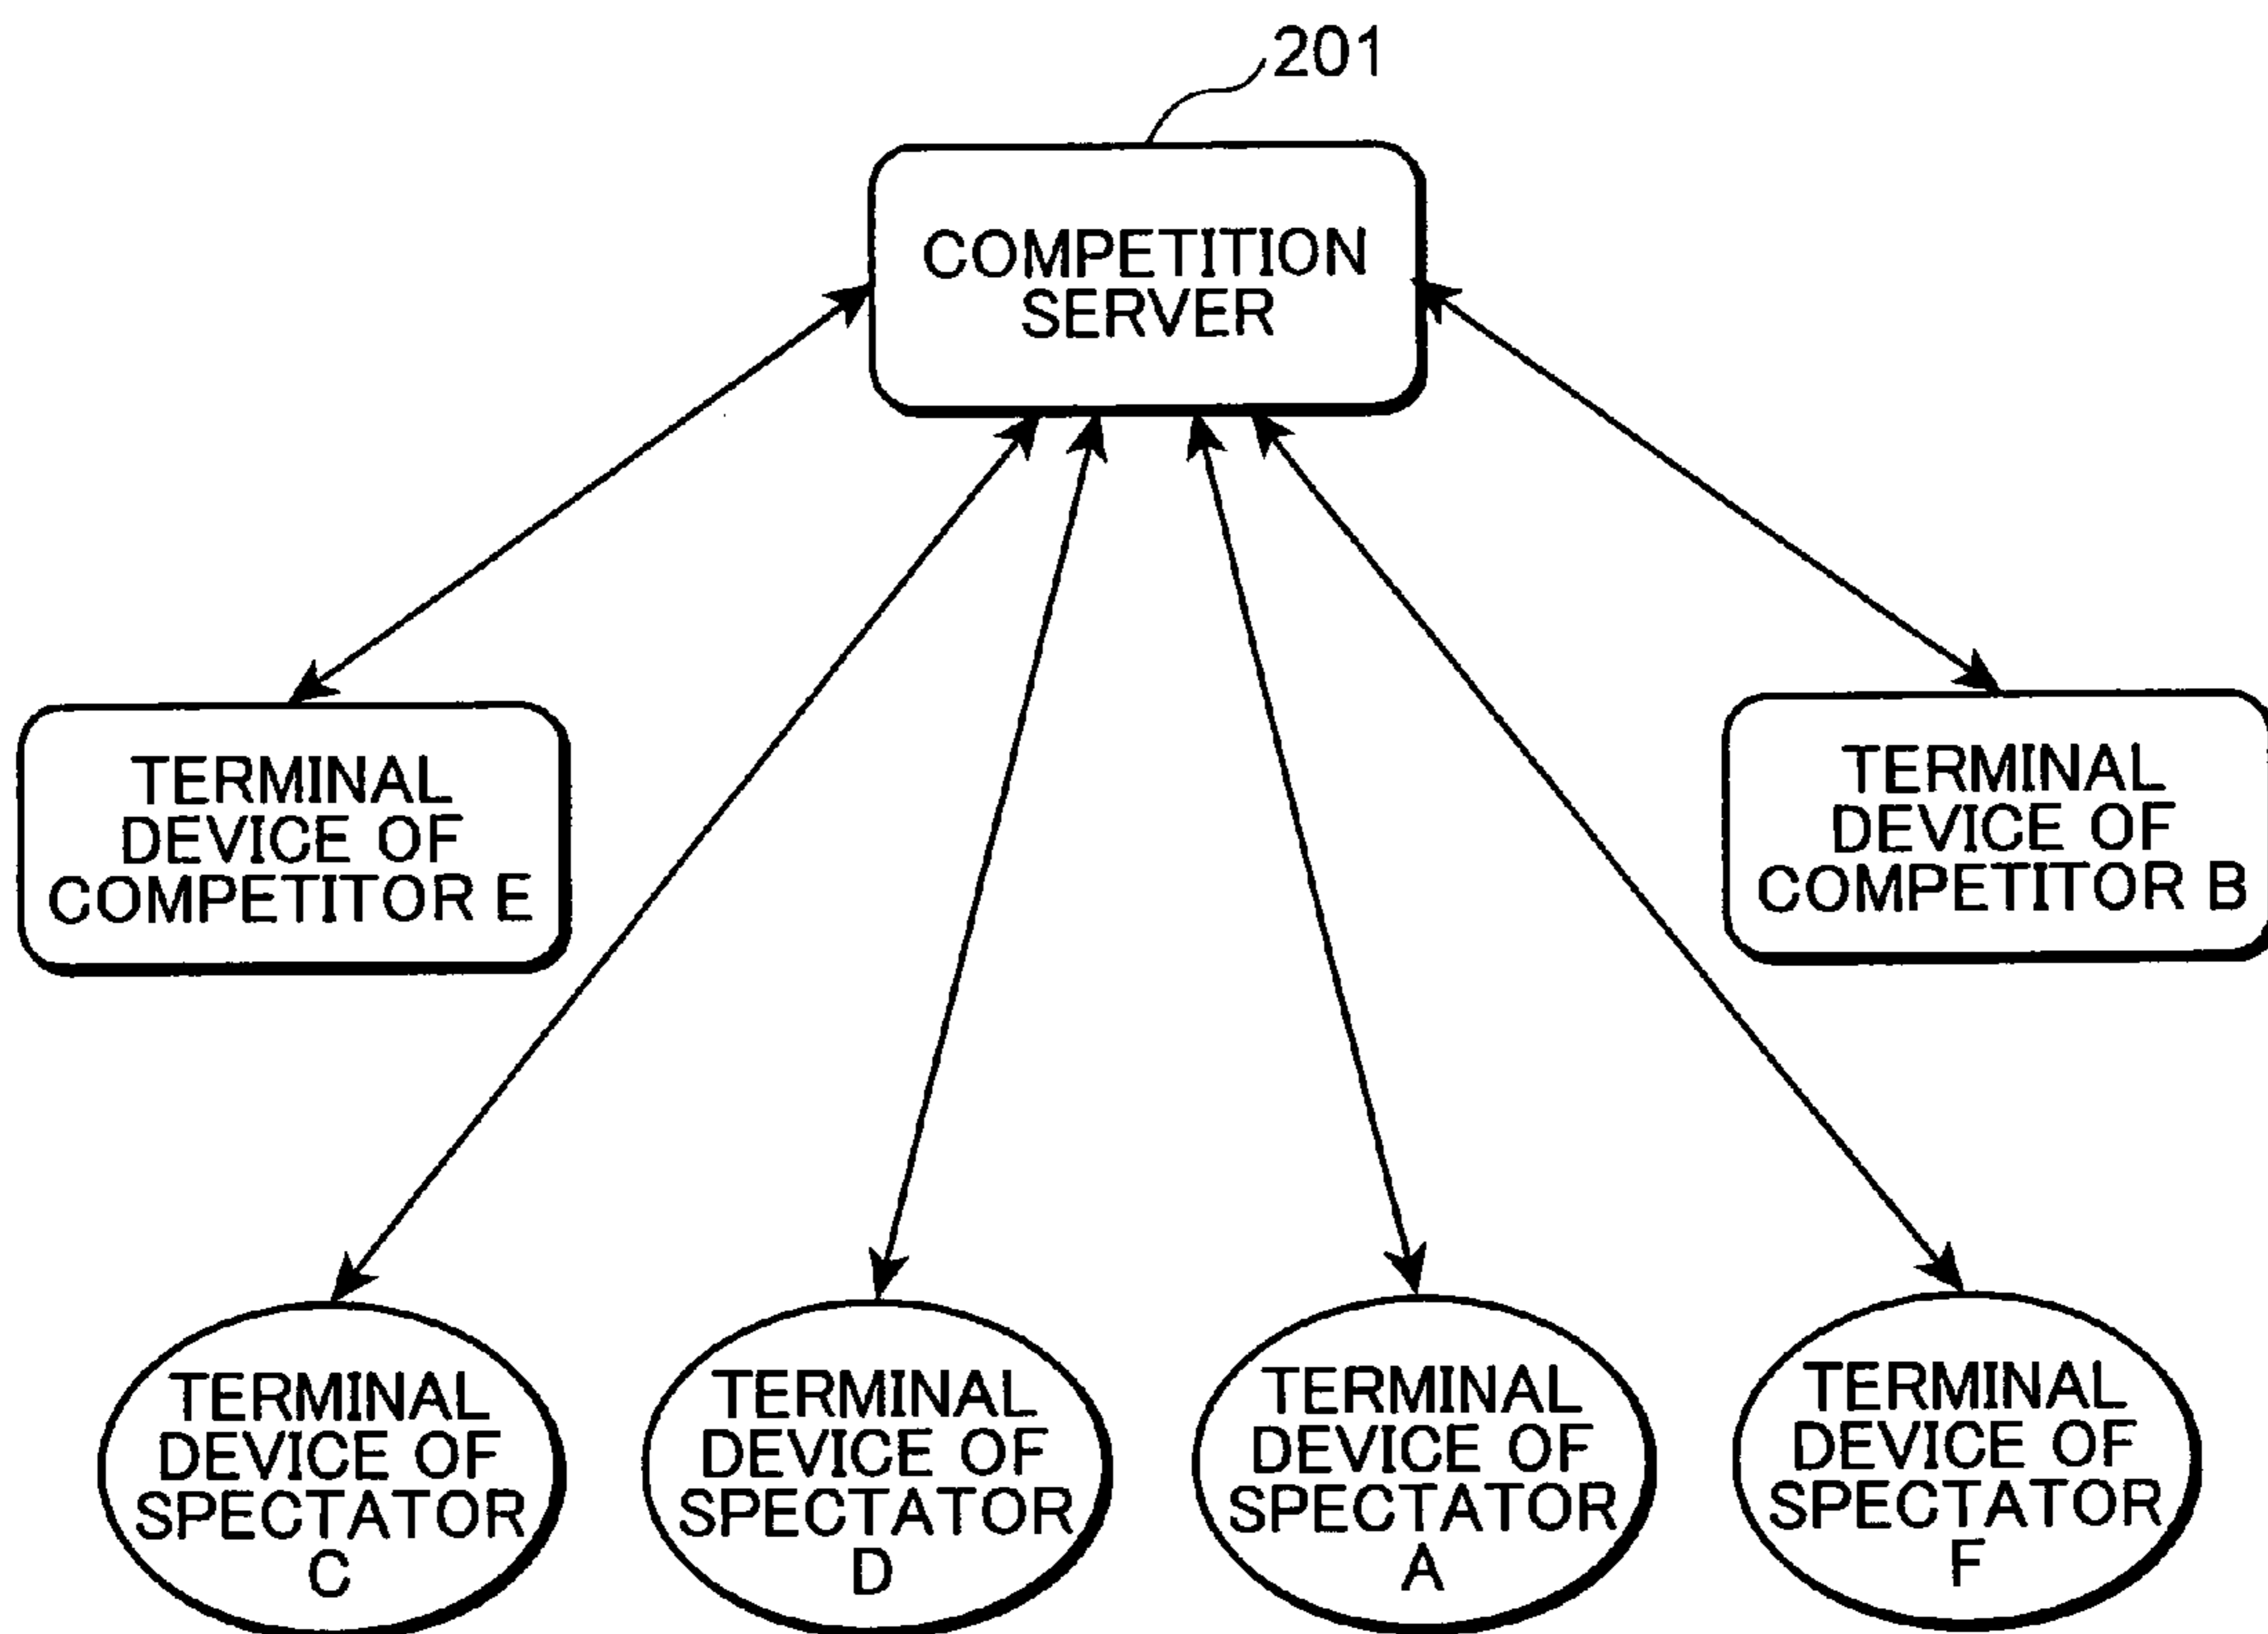 201
COMPETITION
SERVER
TERMINAL
DEVICE OF
COMPETITOR E
TERMINAL
DEVICE OF
COMPETITOR B
TERMINAL
DEVICE OF
SPECTATOR
C
TERMINAL
DEVICE OF
SPECTATOR
D
TERMINAL
DEVICE OF
SPECTATOR
A
TERMINAL
DEVICE OF
SPECTATOR
F